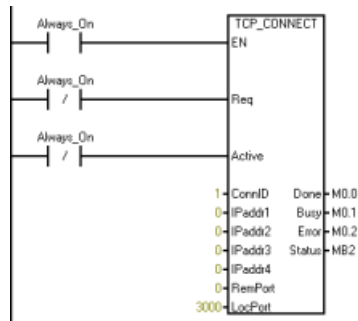 Always_On
TCP_CONNECT
EN
Always_On
/
Req
Always_On
/
Active
1 ConnID Done M0.0
0 IPaddr1 Busy M0.1
0 IPaddr2 Error M0.2
0 IPaddr3 Status MB2
0 IPaddr4
0 RemPort
3000 LocPort